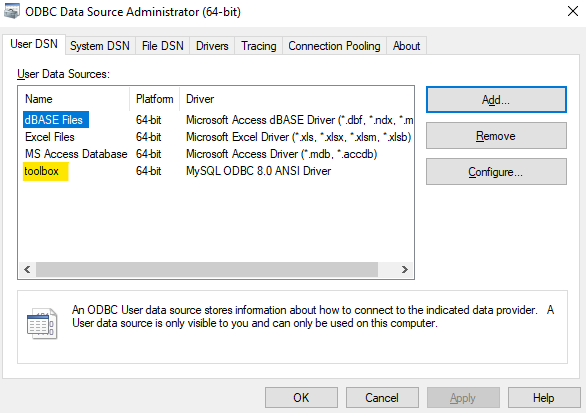 ODBC Data Source Administrator (64-bit)
User DSN System DSN File DSN Drivers Tracing Connection Pooling About
User Data Sources:
Name Platform Driver
dBASE Files 64-bit Microsoft Access dBASE Driver (*.dbf, *.ndx, *.m
Excel Files 64-bit Microsoft Excel Driver (*.xls, *.xlsx, *.xlsm, *.xlsb)
MS Access Database 64-bit Microsoft Access Driver (*.mdb, *.accdb)
toolbox 64-bit MySQL ODBC 8.0 ANSI Driver
Add...
Remove
Configure...
An ODBC User data source stores information about how to connect to the indicated data provider. A
User data source is only visible to you and can only be used on this computer.
OK Cancel Apply Help